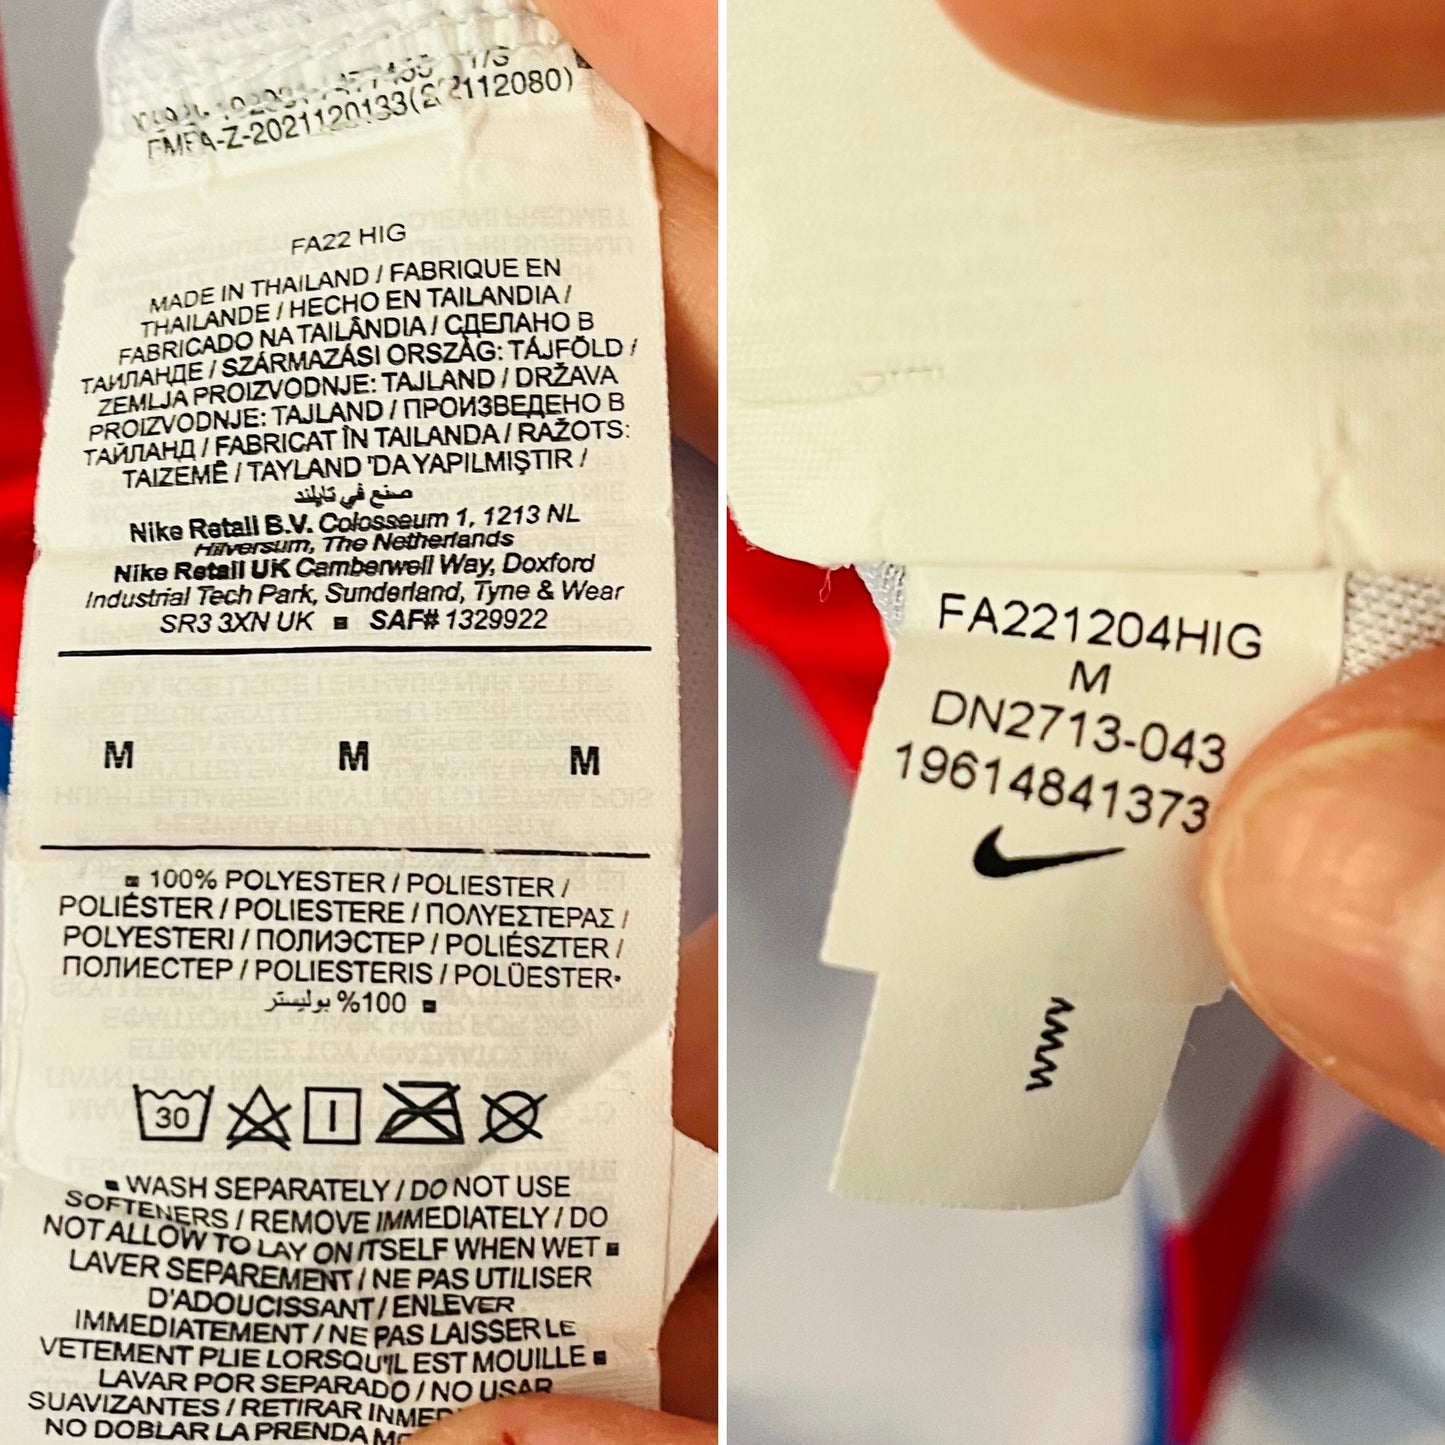 FMFA-Z-2021120133(22112080)
FA22 HIG
MADE IN THAILAND / FABRIQUE EN
THAILANDE / HECHO EN TAILANDIA /
FABRICADO NA TAILÂNDIA / СДЕЛАНО В
ТАИЛАНДЕ / SZÁRMAZÁSI ORSZÁG: TÁJFÖLD /
ZEMLJA PROIZVODNJE: TAJLAND / DRŽAVA
PROIZVODNJE: TAJLAND / ПРОИЗВЕДЕНО В
ТАЙЛАНД / FABRICAT ÎN TAILANDA / RAŽOTS:
TAIZEMĒ / TAYLAND 'DA YAPILMIŞTIR /
صنع في تايلند
Nike Retail B.V. Colosseum 1, 1213 NL
Hilversum, The Netherlands
Nike Retail UK Camberwell Way, Doxford
Industrial Tech Park, Sunderland, Tyne & Wear
SR3 3XN UK ■ SAF# 1329922
M M M
■ 100% POLYESTER / POLIESTER /
POLIÉSTER / POLIESTERE / ΠΟΛΥΕΣΤΕΡΑΣ /
POLYESTERI / ПОЛИЭСТЕР / POLIÉSZTER /
ПОЛИЕСТЕР / POLIESTERIS / POLÜESTER•
100% بوليستر ■
30
■ WASH SEPARATELY / DO NOT USE
SOFTENERS / REMOVE IMMEDIATELY / DO
NOT ALLOW TO LAY ON ITSELF WHEN WET ■
LAVER SEPAREMENT / NE PAS UTILISER
D'ADOUCISSANT / ENLEVER
IMMEDIATEMENT / NE PAS LAISSER LE
VETEMENT PLIE LORSQU'IL EST MOUILLE ■
LAVAR POR SEPARADO / NO USAR
SUAVIZANTES / RETIRAR
NO DOBLAR LA PRENDA
FA221204HIG
M
DN2713-043
19614841373
www